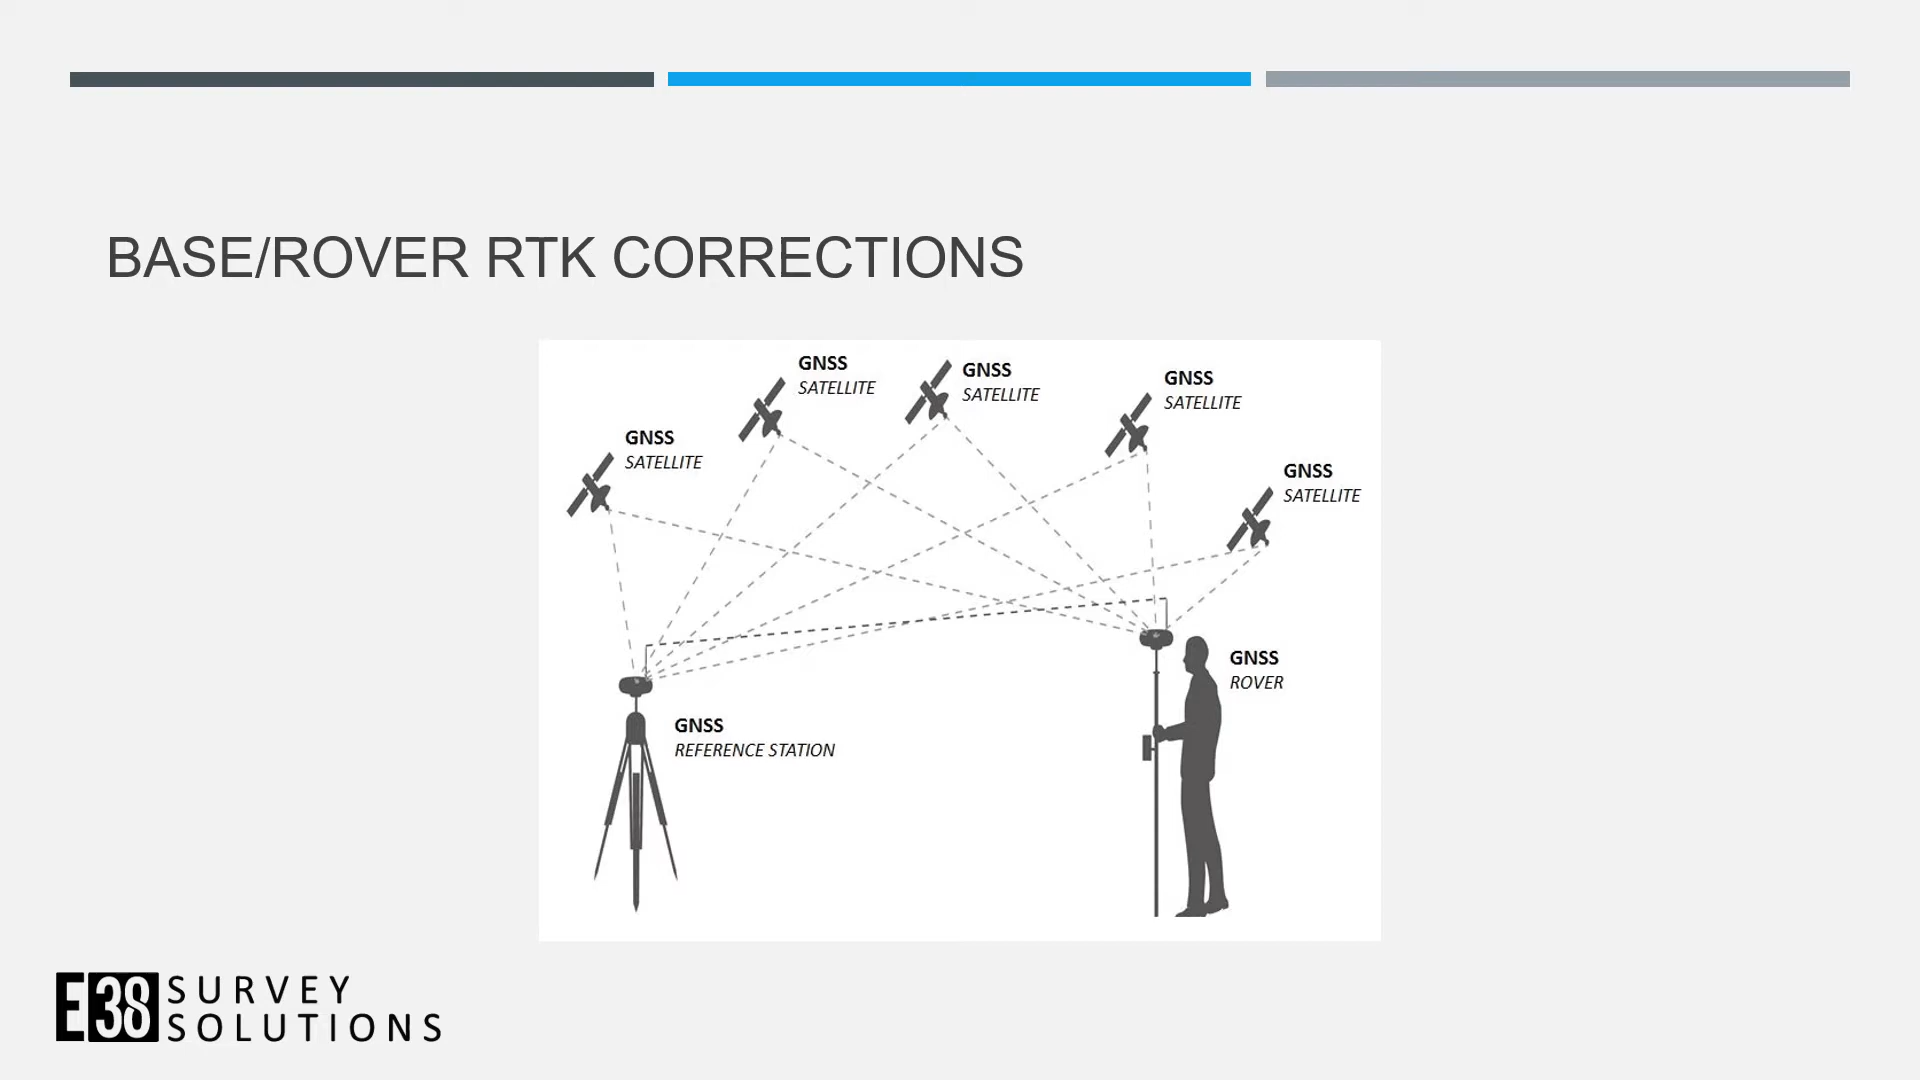 BASE/ROVER RTK CORRECTIONS
GNSS
SATELLITE
GNSS
SATELLITE
GNSS
SATELLITE
GNSS
SATELLITE
GNSS
SATELLITE
GNSS
ROVER
GNSS
REFERENCE STATION
E38 SURVEY
SOLUTIONS